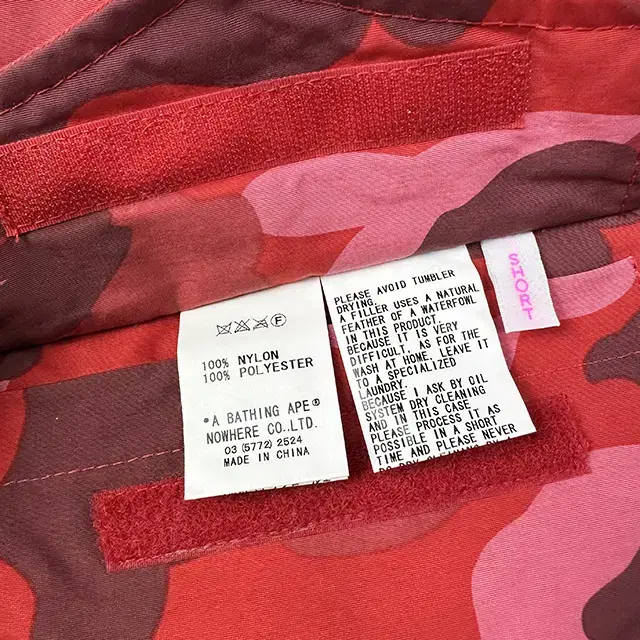 F
100% NYLON
100% POLYESTER
*A BATHING APE®
NOWHERE CO.,LTD.
03 (5772) 2524
MADE IN CHINA
PLEASE AVOID TUMBLER
DRYING.
A FILLER USES A NATURAL
FEATHER OF A WATERFOWL
IN THIS PRODUCT.
BECAUSE IT IS VERY
DIFFICULT, AS FOR THE
WASH AT HOME, LEAVE IT
TO A SPECIALIZED
LAUNDRY.
BECAUSE I ASK BY OIL
SYSTEM DRY CLEANING
AND IN THIS CASE
PLEASE PROCESS IT AS
POSSIBLE IN A SHORT
TIME AND PLEASE NEVER
SHORT